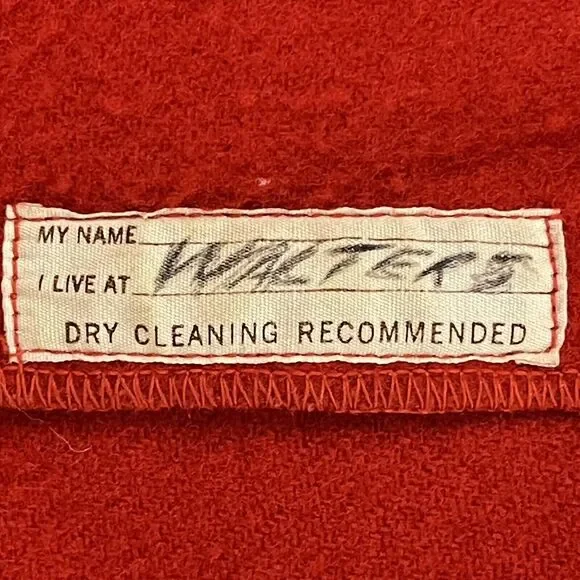 MY NAME
WALTERS
I LIVE AT
DRY CLEANING RECOMMENDED